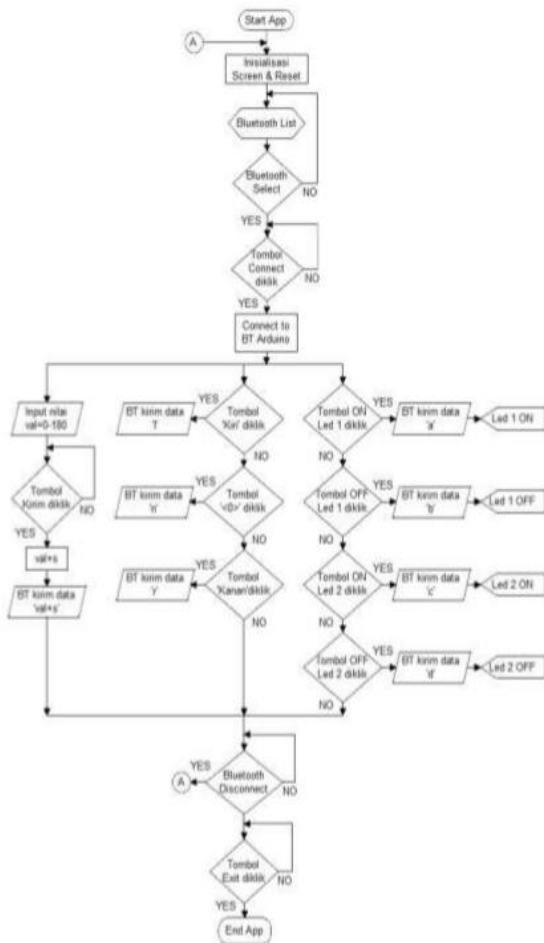 Start App
A
Inisialisasi
Screen & Reset
Bluetooth List
Bluetooth
Select
NO
YES
Tombol
Connect
diklik
NO
YES
Connect to
BT Arduino
Input nilai
val=0-180
Tombol
Kirim diklik
NO
YES
val+s
BT kirim data
'val+s'
Tombol
'Kiri' diklik
YES
BT kirim data
'l'
NO
Tombol
'<0>' diklik
YES
BT kirim data
'n'
NO
Tombol
'Kanan'diklik
YES
BT kirim data
'r'
NO
Tombol ON
Led 1 diklik
YES
BT kirim data
'a'
Led 1 ON
NO
Tombol OFF
Led 1 diklik
YES
BT kirim data
'b'
Led 1 OFF
NO
Tombol ON
Led 2 diklik
YES
BT kirim data
'c'
Led 2 ON
NO
Tombol OFF
Led 2 diklik
YES
BT kirim data
'd'
Led 2 OFF
NO
Bluetooth
Disconnect
YES
A
NO
Tombol
Exit diklik
NO
YES
End App